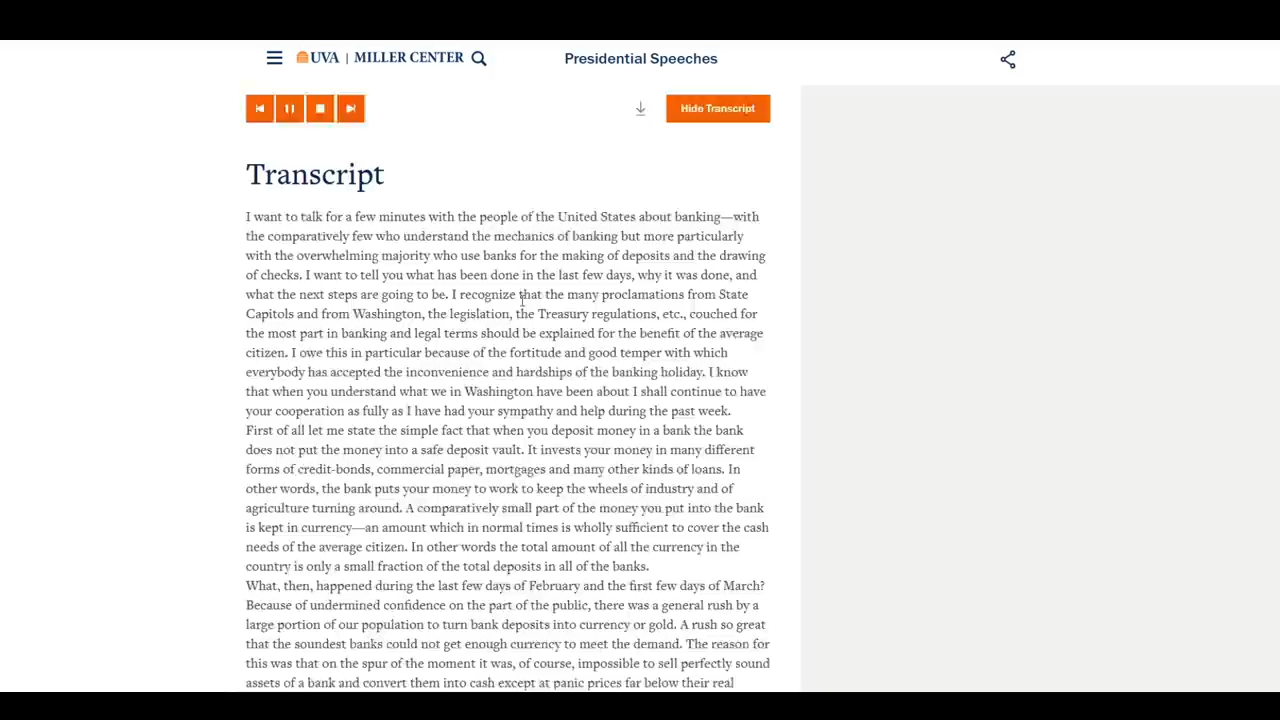 UVA | MILLER CENTER
Presidential Speeches
Hide Transcript
Transcript
I want to talk for a few minutes with the people of the United States about banking—with
the comparatively few who understand the mechanics of banking but more particularly
with the overwhelming majority who use banks for the making of deposits and the drawing
of checks. I want to tell you what has been done in the last few days, why it was done, and
what the next steps are going to be. I recognize that the many proclamations from State
Capitols and from Washington, the legislation, the Treasury regulations, etc., couched for
the most part in banking and legal terms should be explained for the benefit of the average
citizen. I owe this in particular because of the fortitude and good temper with which
everybody has accepted the inconvenience and hardships of the banking holiday. I know
that when you understand what we in Washington have been about I shall continue to have
your cooperation as fully as I have had your sympathy and help during the past week.
First of all let me state the simple fact that when you deposit money in a bank the bank
does not put the money into a safe deposit vault. It invests your money in many different
forms of credit-bonds, commercial paper, mortgages and many other kinds of loans. In
other words, the bank puts your money to work to keep the wheels of industry and of
agriculture turning around. A comparatively small part of the money you put into the bank
is kept in currency—an amount which in normal times is wholly sufficient to cover the cash
needs of the average citizen. In other words the total amount of all the currency in the
country is only a small fraction of the total deposits in all of the banks.
What, then, happened during the last few days of February and the first few days of March?
Because of undermined confidence on the part of the public, there was a general rush by a
large portion of our population to turn bank deposits into currency or gold. A rush so great
that the soundest banks could not get enough currency to meet the demand. The reason for
this was that on the spur of the moment it was, of course, impossible to sell perfectly sound
assets of a bank and convert them into cash except at panic prices far below their real